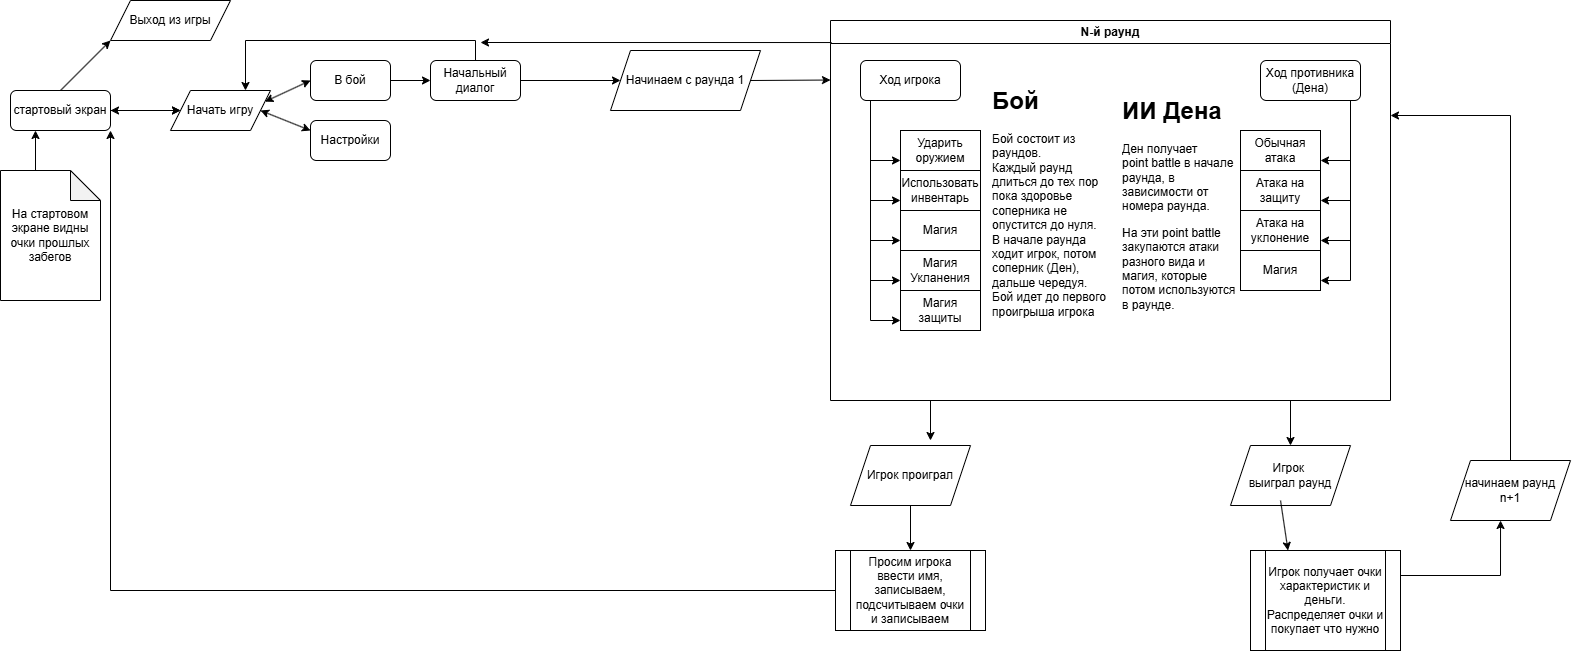 Выход из игры
стартовый экран
Начать игру
В бой
Настройки
Начальный
диалог
Начинаем с раунда 1
На стартовом
экране видны
очки прошлых
забегов
N-й раунд
Ход игрока
Ударить
оружием
Использовать
инвентарь
Магия
Магия
Укланения
Магия
защиты
Бой
Бой состоит из
раундов.
Каждый раунд
длиться до тех пор
пока здоровье
соперника не
опустится до нуля.
В начале раунда
ходит игрок, потом
соперник (Ден),
дальше чередуя.
Бой идет до первого
проигрыша игрока
ИИ Дена
Ден получает
point battle в начале
раунда, в
зависимости от
номера раунда.
На эти point battle
закупаются атаки
разного вида и
магия, которые
потом используются
в раунде.
Ход противника
(Дена)
Обычная
атака
Атака на
защиту
Атака на
уклонение
Магия
Игрок проиграл
Просим игрока
ввести имя,
записываем,
подсчитываем очки
и записываем
Игрок
выиграл раунд
Игрок получает очки
характеристик и
деньги.
Распределяет очки и
покупает что нужно
начинаем раунд
n+1